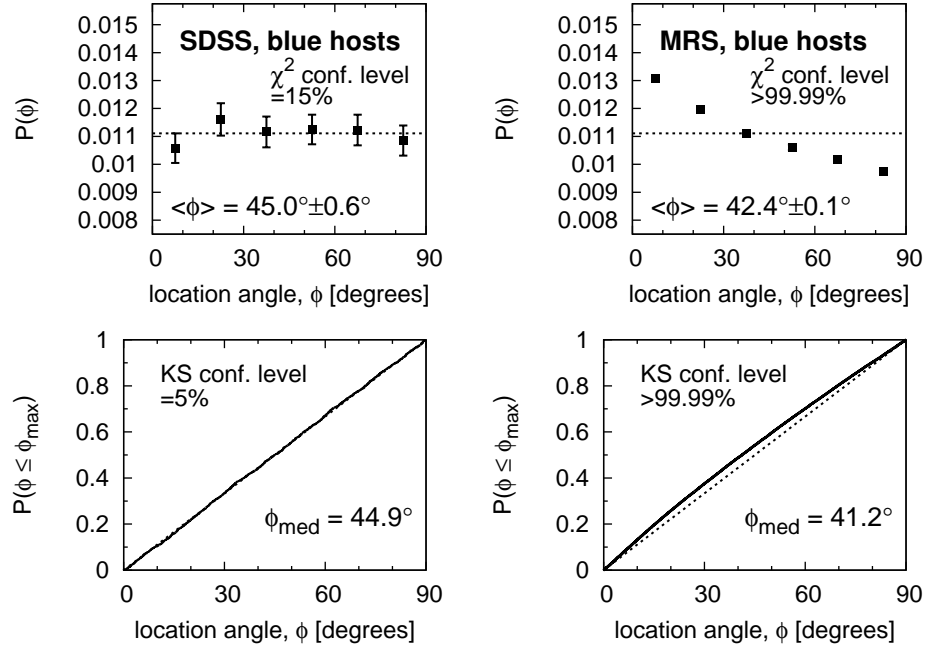 SDSS, blue hosts
χ² conf. level
=15%
<ϕ> = 45.0°±0.6°
P(ϕ)
0.015
0.014
0.013
0.012
0.011
0.01
0.009
0.008
0 30 60 90
location angle, ϕ [degrees]
MRS, blue hosts
χ² conf. level
>99.99%
<ϕ> = 42.4°±0.1°
P(ϕ)
0.015
0.014
0.013
0.012
0.011
0.01
0.009
0.008
0 30 60 90
location angle, ϕ [degrees]
KS conf. level
=5%
ϕmed = 44.9°
P(ϕ ≤ ϕmax)
1
0.8
0.6
0.4
0.2
0
0 30 60 90
location angle, ϕ [degrees]
KS conf. level
>99.99%
ϕmed = 41.2°
P(ϕ ≤ ϕmax)
1
0.8
0.6
0.4
0.2
0
0 30 60 90
location angle, ϕ [degrees]